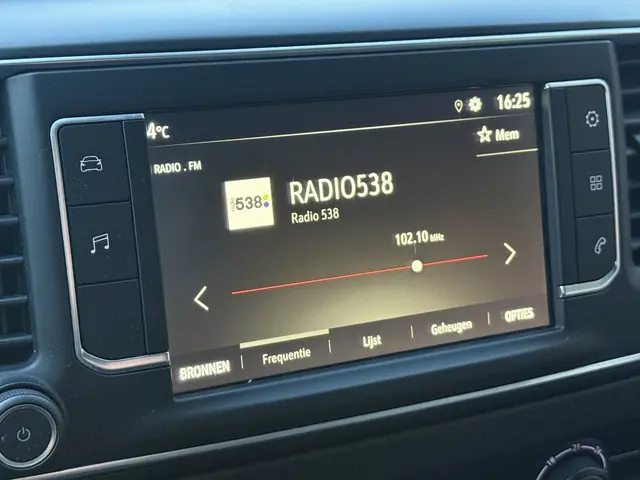 4°C
16:25
Mem
RADIO . FM
538
RADIO538
Radio 538
102.10 MHz
BRONNEN
Frequentie
Lijst
Geheugen
OPTIES